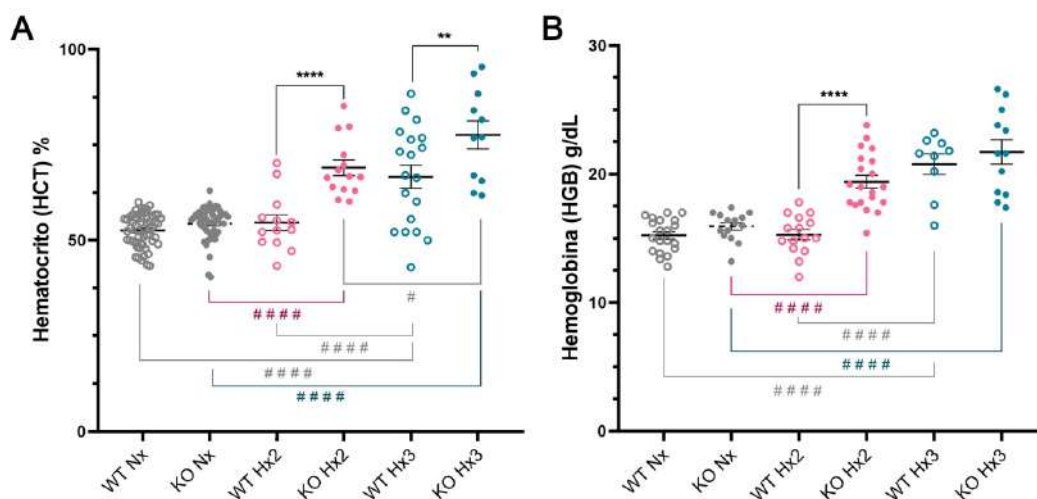 A
Hematocrito (HCT) %
100
50
0
**
****
#
# # # #
# # # #
# # # #
# # # #
WT Nx
KO Nx
WT Hx2
KO Hx2
WT Hx3
KO Hx3
B
Hemoglobina (HGB) g/dL
30
20
10
0
****
# # # #
# # # #
# # # #
# # # #
WT Nx
KO Nx
WT Hx2
KO Hx2
WT Hx3
KO Hx3